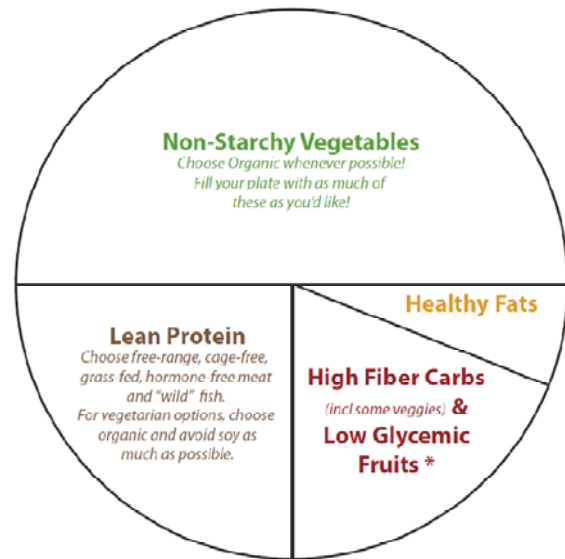 Non-Starchy Vegetables
Choose Organic whenever possible!
Fill your plate with as much of
these as you'd like!
Healthy Fats
Lean Protein
Choose free-range, cage-free,
grass-fed, hormone-free meat
and "wild" fish.
For vegetarian options, choose
organic and avoid soy as
much as possible.
High Fiber Carbs
(incl some veggies) &
Low Glycemic
Fruits *